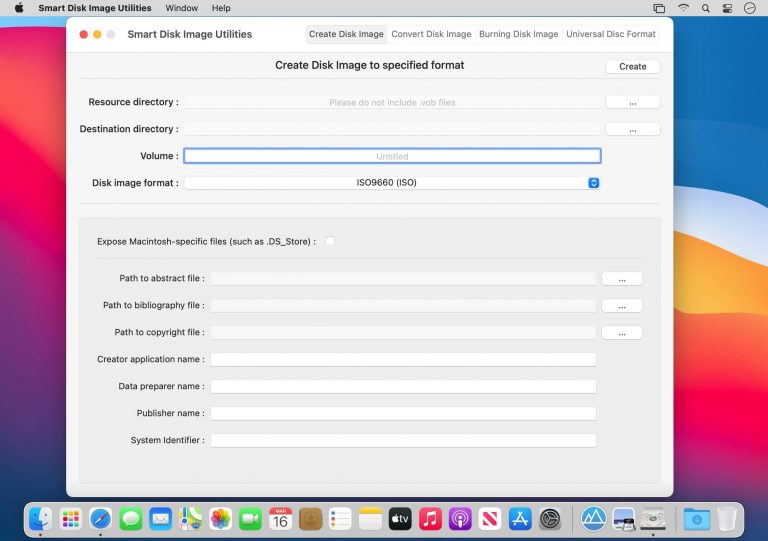 Smart Disk Image Utilities Window Help
Smart Disk Image Utilities Create Disk Image Convert Disk Image Burning Disk Image Universal Disc Format
Create Disk Image to specified format Create
Resource directory : Please do not include .vob files ...
Destination directory : ...
Volume : Untitled
Disk image format : ISO9660 (ISO)
Expose Macintosh-specific files (such as .DS_Store) :
Path to abstract file : ...
Path to bibliography file : ...
Path to copyright file : ...
Creator application name :
Data preparer name :
Publisher name :
System Identifier :
MAR
16
tv